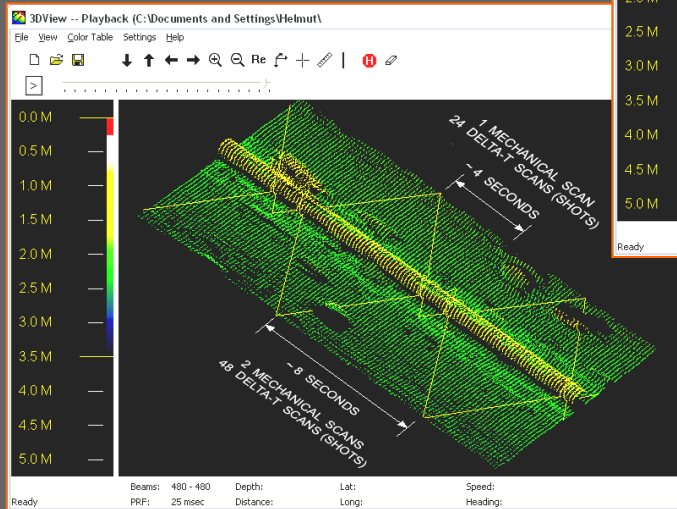 3DView -- Playback (C:\Documents and Settings\Helmut\
File View Color Table Settings Help
Re H
>
0.0 M
0.5 M
1.0 M
1.5 M
2.0 M
2.5 M
3.0 M
3.5 M
4.0 M
4.5 M
5.0 M
1 MECHANICAL SCAN
24 DELTA-T SCANS (SHOTS)
~4 SECONDS
~8 SECONDS
2 MECHANICAL SCANS
48 DELTA-T SCANS (SHOTS)
Beams: 480 - 480 Depth: Lat: Speed:
Ready PRF: 25 msec Distance: Long: Heading:
2.0 M
2.5 M
3.0 M
3.5 M
4.0 M
4.5 M
5.0 M
Ready